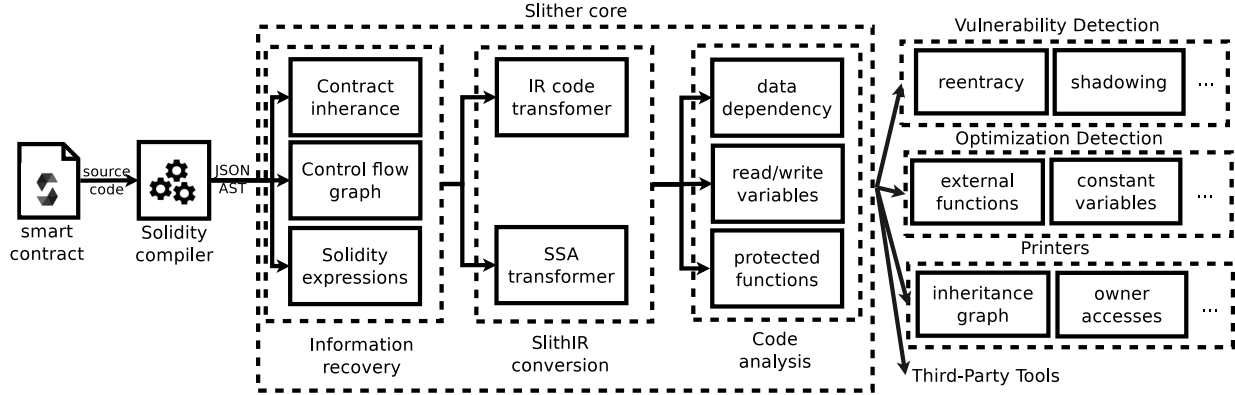 Slither core
Vulnerability Detection
Contract
inherance
IR code
transfomer
data
dependency
reentracy
shadowing
...
Optimization Detection
source
code
JSON
AST
Control flow
graph
read/write
variables
external
functions
constant
variables
...
smart
contract
Solidity
compiler
Solidity
expressions
SSA
transformer
protected
functions
Printers
inheritance
graph
owner
accesses
...
Information
recovery
SlithIR
conversion
Code
analysis
Third-Party Tools